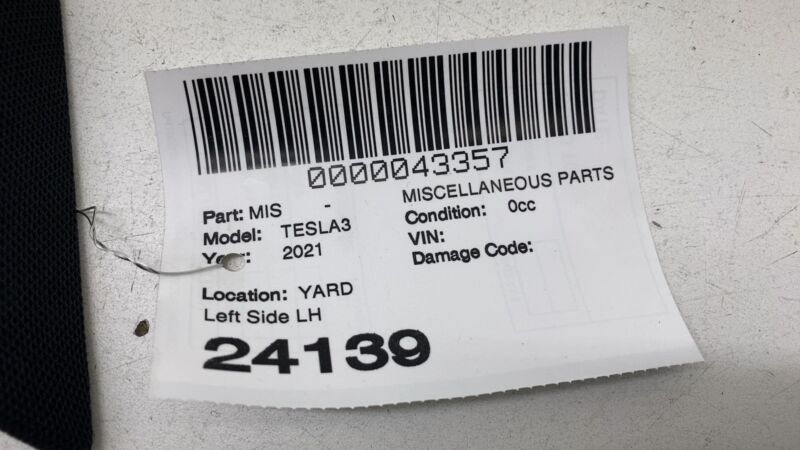 0000043357
MISCELLANEOUS PARTS
Part: MIS -
Condition: 0cc
Model: TESLA3
VIN:
2021
Damage Code:
Location: YARD
Left Side LH
24139